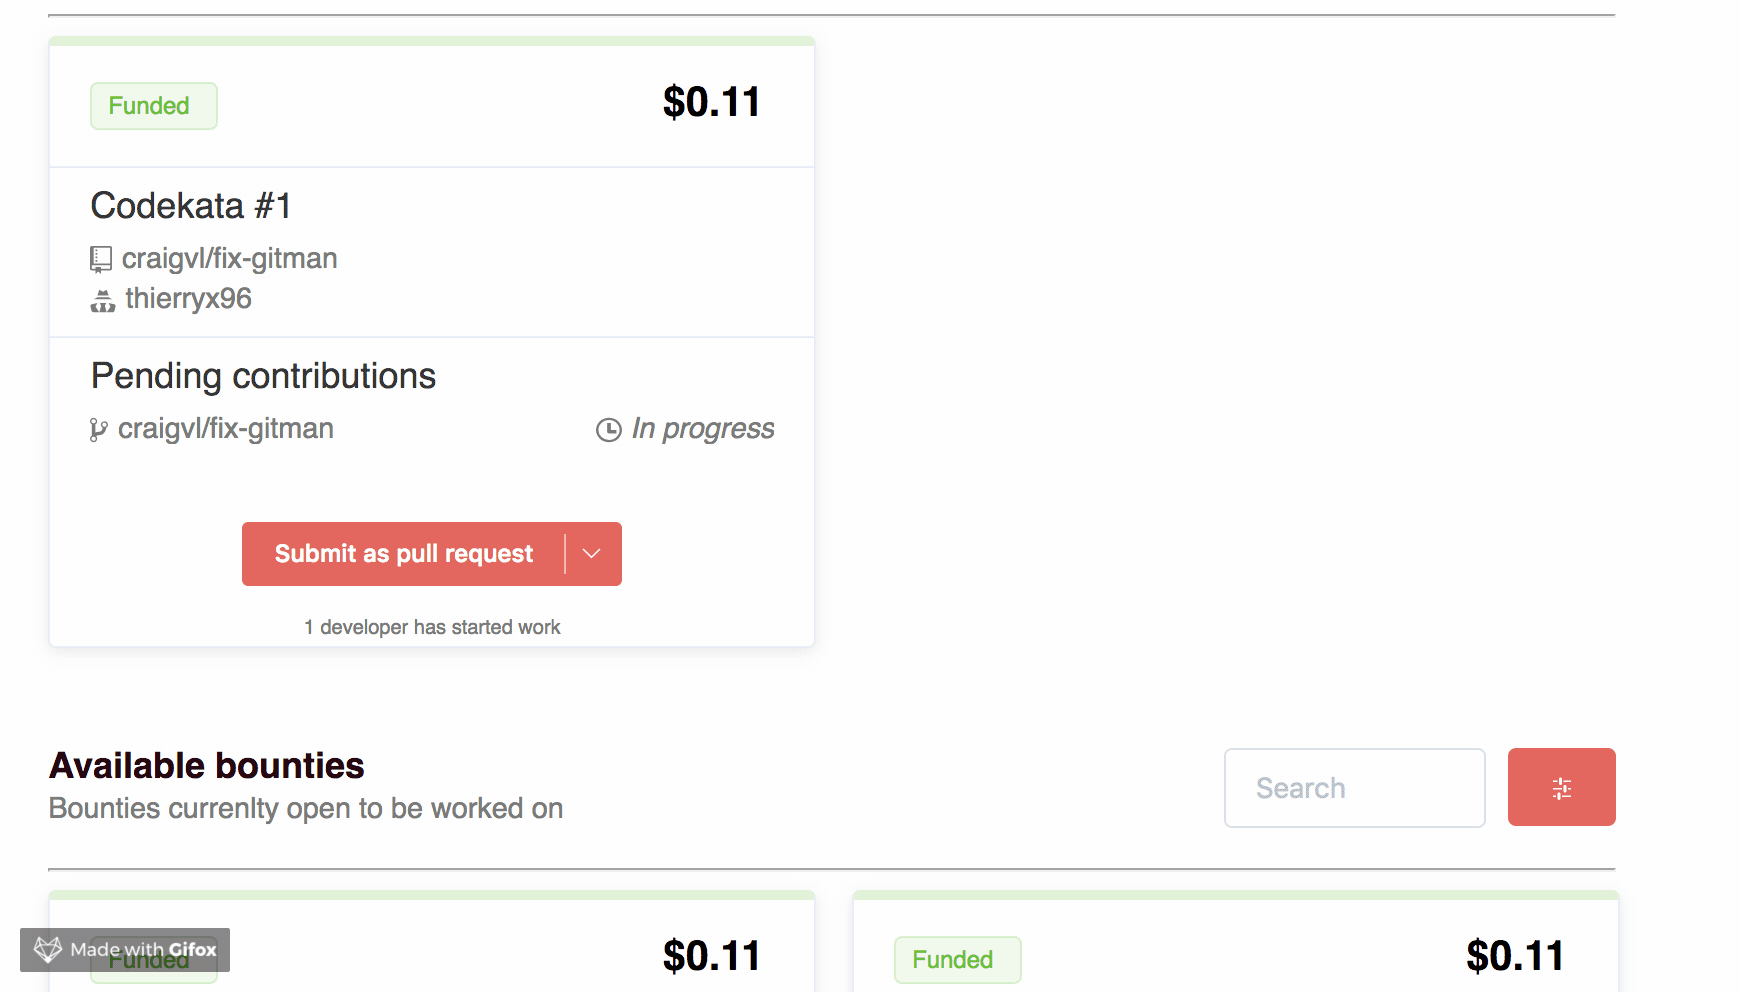 Funded
$0.11
Codekata #1
craigvl/fix-gitman
thierryx96
Pending contributions
craigvl/fix-gitman
In progress
Submit as pull request
1 developer has started work
Available bounties
Bounties currenlty open to be worked on
Search
Funded
$0.11
Made with Gifox
Funded
$0.11